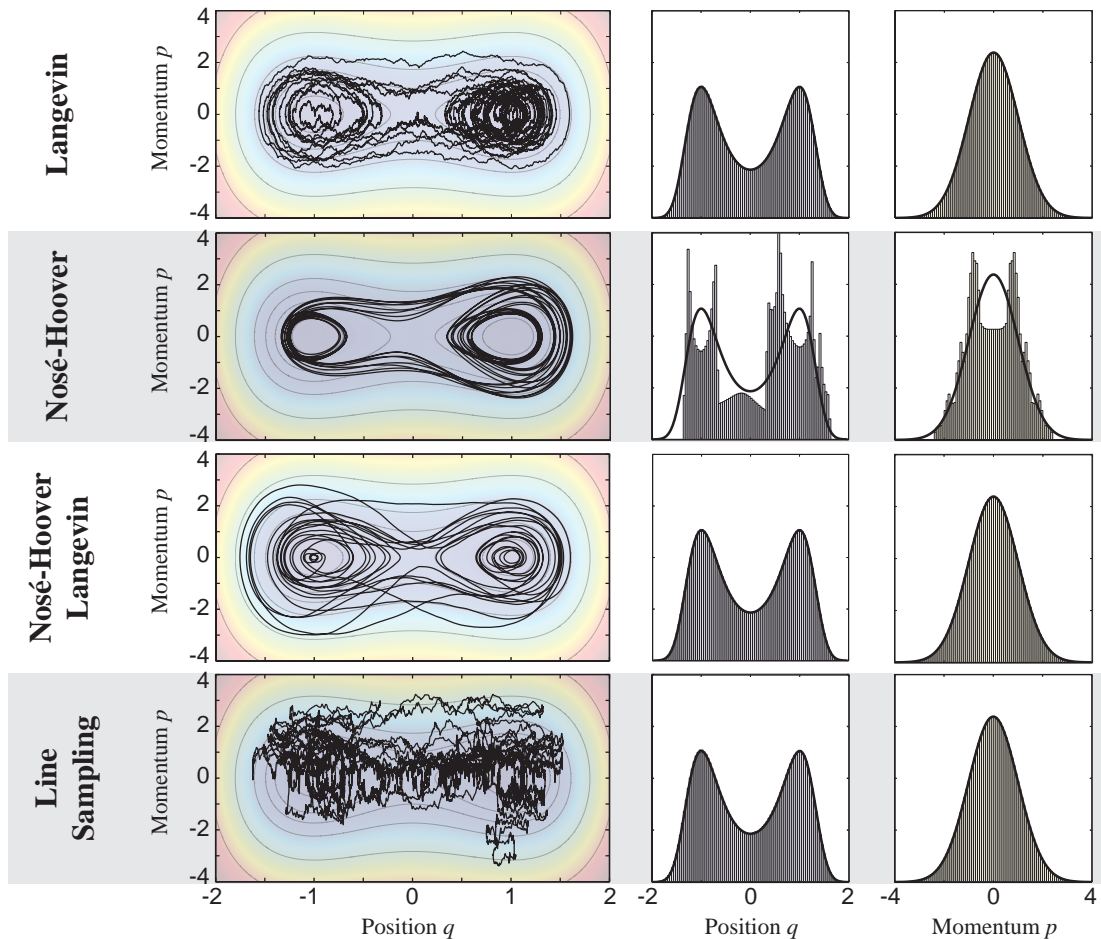 Langevin
Momentum p
4
2
0
-2
-4
Nosé-Hoover
Momentum p
4
2
0
-2
-4
Nosé-Hoover
Langevin
Momentum p
4
2
0
-2
-4
Line
Sampling
Momentum p
4
2
0
-2
-4
-2 -1 0 1 2
Position q
-2 0 2
Position q
-4 0 4
Momentum p